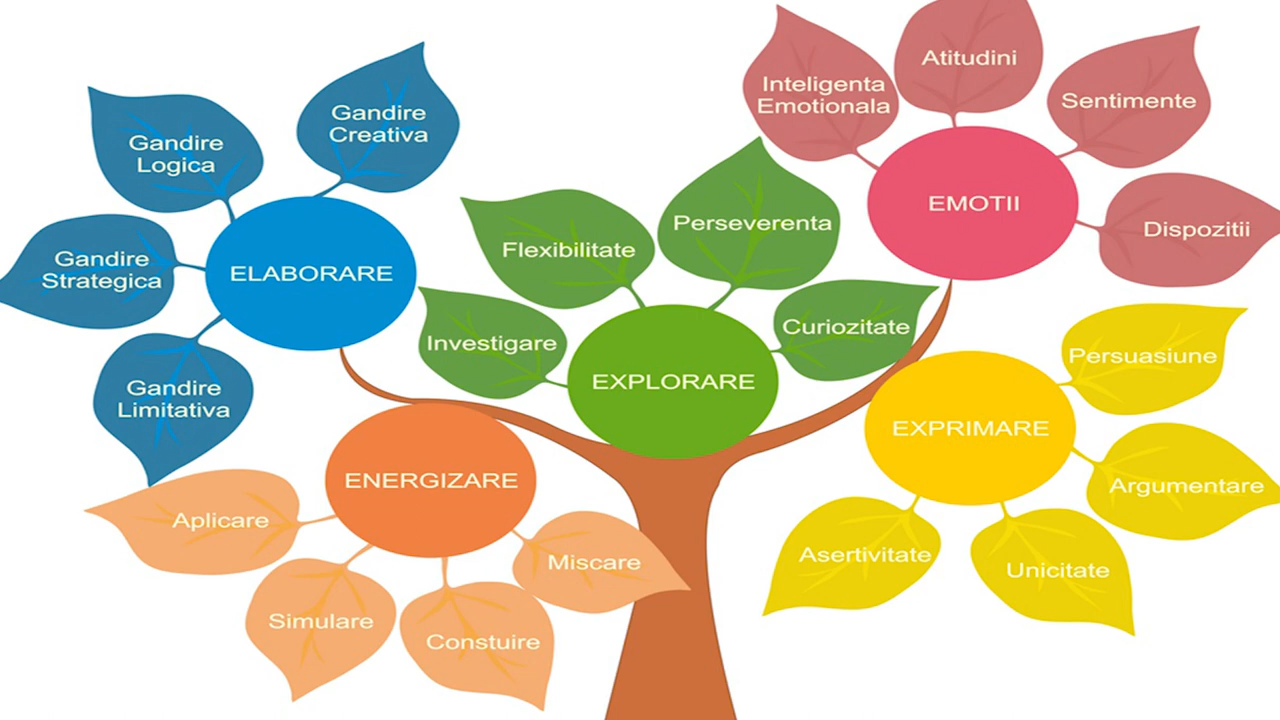 Gandire
Logica
Gandire
Creativa
Gandire
Strategica
ELABORARE
Gandire
Limitativa
Flexibilitate
Perseverenta
Investigare
Curiozitate
EXPLORARE
Inteligenta
Emotionala
Atitudini
Sentimente
EMOTII
Dispozitii
ENERGIZARE
Aplicare
Simulare
Constuire
Miscare
EXPRIMARE
Persuasiune
Argumentare
Asertivitate
Unicitate